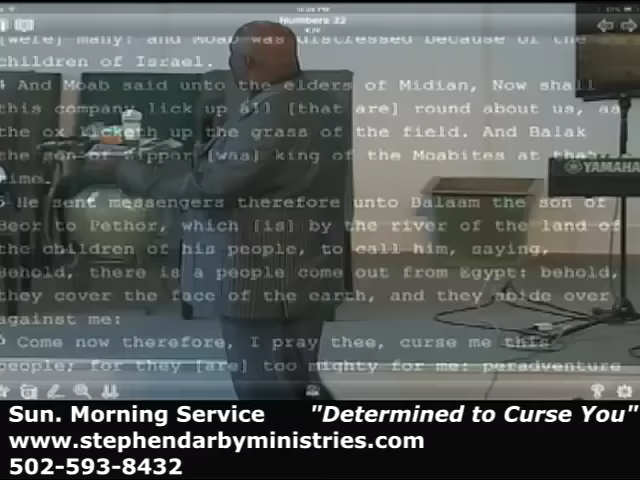 Numbers 22
[were] many: and Moab was distressed because of the
children of Israel.
4 And Moab said unto the elders of Midian, Now shall
this company lick up all [that are] round about us, as
the ox licketh up the grass of the field. And Balak
the son of Zippor [was] king of the Moabites at that
time.
5 He sent messengers therefore unto Balaam the son of
Beor to Pethor, which [is] by the river of the land of
the children of his people, to call him, saying,
Behold, there is a people come out from Egypt: behold,
they cover the face of the earth, and they abide over
against me:
6 Come now therefore, I pray thee, curse me this
people; for they [are] too mighty for me: peradventure
YAMAHA
Sun. Morning Service "Determined to Curse You"
www.stephendarbyministries.com
502-593-8432